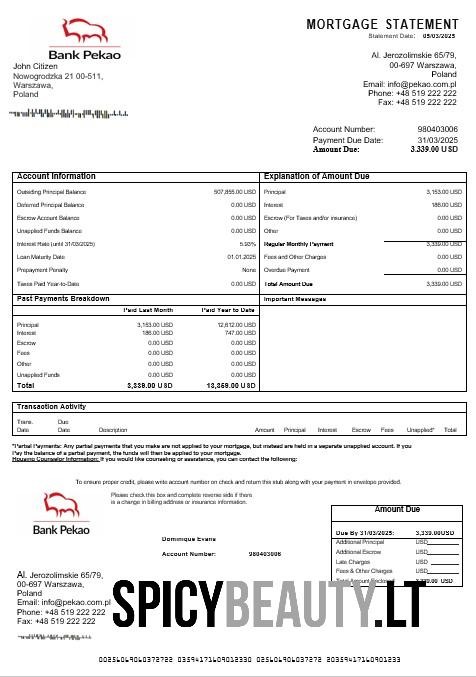 MORTGAGE STATEMENT
Statement Date: 05/03/2025
Bank Pekao
John Citizen
Nowogrodzka 21 00-511,
Warszawa,
Poland
Al. Jerozolimskie 65/79,
00-697 Warszawa,
Poland
Email: info@pekao.com.pl
Phone: +48 519 222 222
Fax: +48 519 222 222
Account Number: 980403006
Payment Due Date: 31/03/2025
Amount Due: 3,339.00 USD
Account Information
Outsiding Principal Balance 507,855.00 USD
Deferred Principal Balance 0.00 USD
Escrow Account Balance 0.00 USD
Unapplied Funds Balance 0.00 USD
Interest Rate (until 31/03/2025) 5.93%
Loan Maturity Date 01.01.2025
Prepayment Penalty None
Taxes Paid Year-to-Date 0.00 USD
Explanation of Amount Due
Principal 3,153.00 USD
Interest 186.00 USD
Escrow (For Taxes and/or insurance) 0.00 USD
Other 0.00 USD
Regular Monthly Payment 3,339.00 USD
Fees and Other Charges 0.00 USD
Overdue Payment 0.00 USD
Total Amount Due 3,339.00 USD
Past Payments Breakdown
Paid Last Month Paid Year to Date
Principal 3,153.00 USD 12,612.00 USD
Interest 186.00 USD 747.00 USD
Escrow 0.00 USD 0.00 USD
Fees 0.00 USD 0.00 USD
Other 0.00 USD 0.00 USD
Unapplied Funds 0.00 USD 0.00 USD
Total 3,339.00 USD 13,359.00 USD
Important Messages
Transaction Activity
Trans. Date Due Date Description Amount Principal Interest Escrow Fees Unapplied* Total
*Partial Payments: Any partial payments that you make are not applied to your mortgage, but instead are held in a separate unapplied account. If you
Pay the balance of a partial payment, the funds will then be applied to your mortgage.
Housing Counselor Information: If you would like counseling or assistance, you can contact the following:
To ensure proper credit, please write account number on check and return this stub along with your payment in envelope provided.
Bank Pekao
Please check this box and complete reverse side if there
is a change in billing address or insurance information.
Dominique Evans
Account Number: 980403006
Amount Due
Due By 31/03/2025: 3,339.00 USD
Additional Principal USD
Additional Escrow USD
Late Charges USD
Fees & Other Charges USD
Total Amount Enclosed 3,339.00 USD
Al. Jerozolimskie 65/79,
00-697 Warszawa,
Poland
Email: info@pekao.com.pl
Phone: +48 519 222 222
Fax: +48 519 222 222
SPICYBEAUTY.LT
0025606906037272​2 03594171609012330 02560690603727​2 20359417160901233